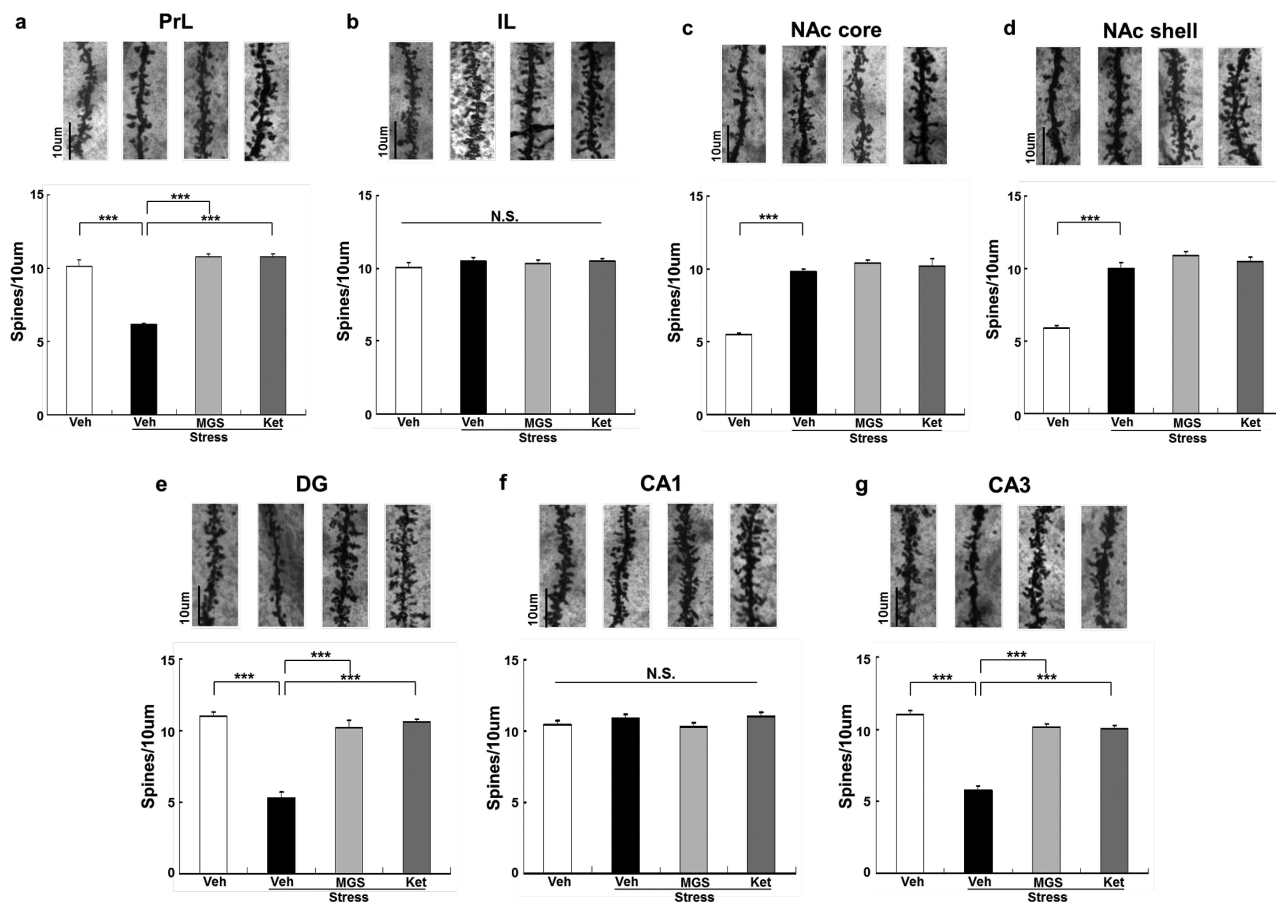 a PrL
10um
Spines/10um
15
10
5
0
*** 
***
***
Veh Veh MGS Ket
Stress
b IL
10um
Spines/10um
15
10
5
0
N.S.
Veh Veh MGS Ket
Stress
c NAc core
10um
Spines/10um
15
10
5
0
***
Veh Veh MGS Ket
Stress
d NAc shell
10um
Spines/10um
15
10
5
0
***
Veh Veh MGS Ket
Stress
e DG
10um
Spines/10um
15
10
5
0
***
***
***
Veh Veh MGS Ket
Stress
f CA1
10um
Spines/10um
15
10
5
0
N.S.
Veh Veh MGS Ket
Stress
g CA3
10um
Spines/10um
15
10
5
0
***
***
***
Veh Veh MGS Ket
Stress